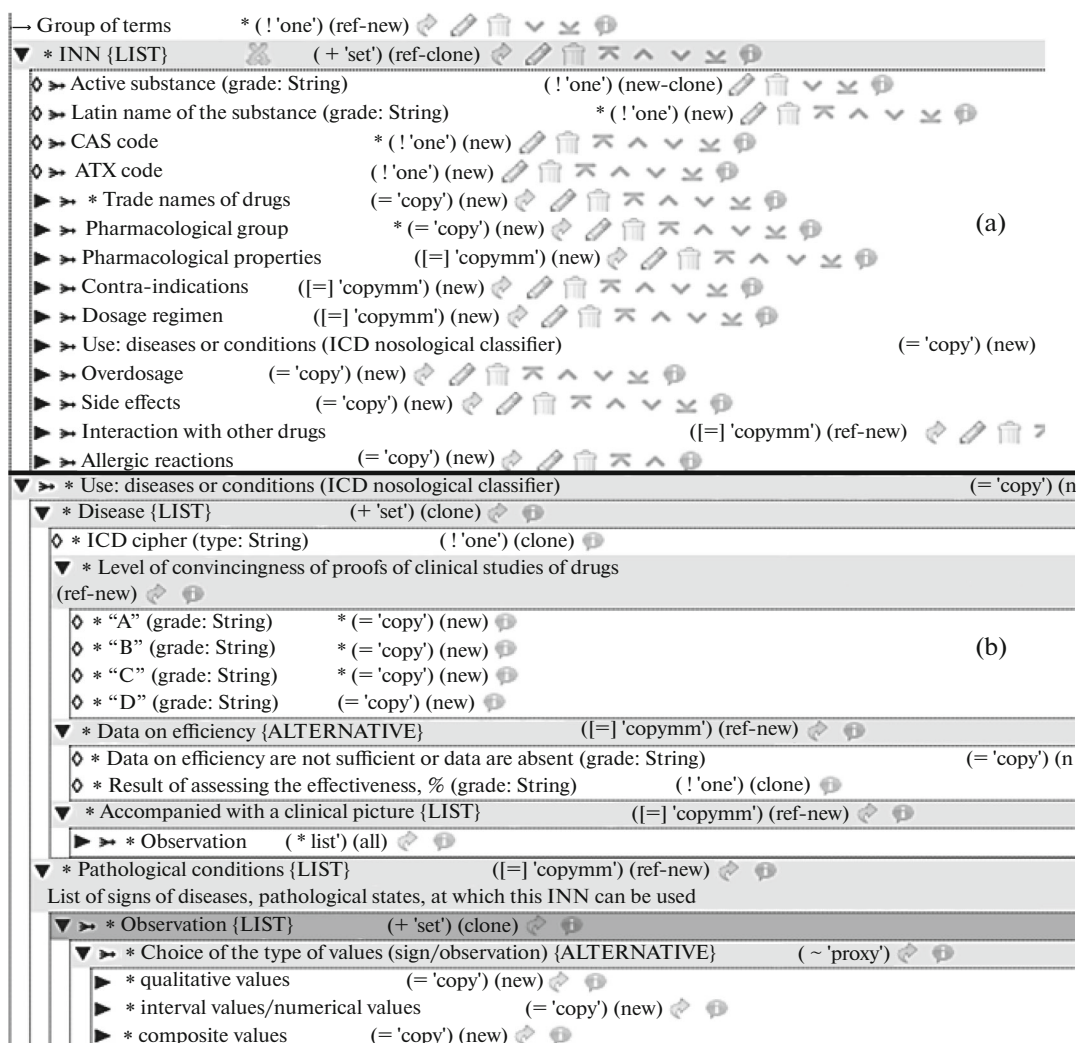 → Group of terms * ( ! 'one') (ref-new)
▼ * INN {LIST} ( + 'set') (ref-clone)
◊ ➳ Active substance (grade: String) ( ! 'one') (new-clone)
◊ ➳ Latin name of the substance (grade: String) * ( ! 'one') (new)
◊ ➳ CAS code * ( ! 'one') (new)
◊ ➳ ATX code ( ! 'one') (new)
▶ ➳ * Trade names of drugs (= 'copy') (new)
▶ ➳ Pharmacological group * (= 'copy') (new)
(a)
▶ ➳ Pharmacological properties ([=] 'copymm') (new)
▶ ➳ Contra-indications ([=] 'copymm') (new)
▶ ➳ Dosage regimen ([=] 'copymm') (new)
▶ ➳ Use: diseases or conditions (ICD nosological classifier) (= 'copy') (new)
▶ ➳ Overdosage (= 'copy') (new)
▶ ➳ Side effects (= 'copy') (new)
▶ ➳ Interaction with other drugs ([=] 'copymm') (ref-new)
▶ ➳ Allergic reactions (= 'copy') (new)
▼ ➳ * Use: diseases or conditions (ICD nosological classifier) (= 'copy') (n
▼ * Disease {LIST} (+ 'set') (clone)
◊ * ICD cipher (type: String) ( ! 'one') (clone)
▼ * Level of convincingness of proofs of clinical studies of drugs
(ref-new)
◊ * “A” (grade: String) * (= 'copy') (new)
◊ * “B” (grade: String) * (= 'copy') (new)
(b)
◊ * “C” (grade: String) * (= 'copy') (new)
◊ * “D” (grade: String) (= 'copy') (new)
▼ * Data on efficiency {ALTERNATIVE} ([=] 'copymm') (ref-new)
◊ * Data on efficiency are not sufficient or data are absent (grade: String) (= 'copy') (n
◊ * Result of assessing the effectiveness, % (grade: String) ( ! 'one') (clone)
▼ * Accompanied with a clinical picture {LIST} ([=] 'copymm') (ref-new)
▶ ➳ * Observation ( * list') (all)
▼ * Pathological conditions {LIST} ([=] 'copymm') (ref-new)
List of signs of diseases, pathological states, at which this INN can be used
▼ ➳ * Observation {LIST} (+ 'set') (clone)
▼ ➳ * Choice of the type of values (sign/observation) {ALTERNATIVE} ( ~ 'proxy')
▶ * qualitative values (= 'copy') (new)
▶ * interval values/numerical values (= 'copy') (new)
▶ * composite values (= 'copy') (new)